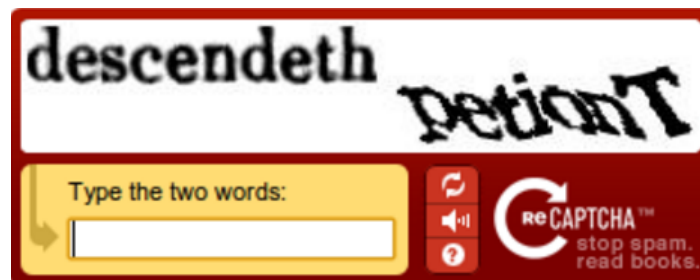 descendeth petionT
Type the two words:
ReCAPTCHA™
stop spam.
read books.